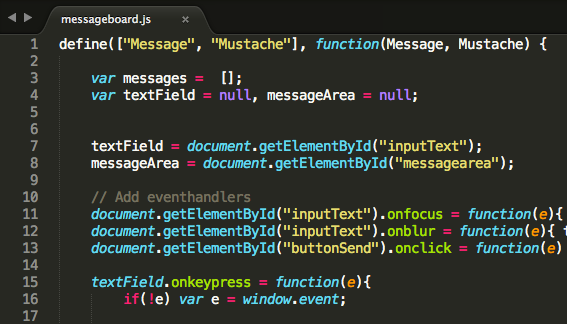 messageboard.js ×
1 define(["Message", "Mustache"], function(Message, Mustache) {
2
3 var messages = [];
4 var textField = null, messageArea = null;
5
6
7 textField = document.getElementById("inputText");
8 messageArea = document.getElementById("messagearea");
9
10 // Add eventhandlers
11 document.getElementById("inputText").onfocus = function(e){
12 document.getElementById("inputText").onblur = function(e){
13 document.getElementById("buttonSend").onclick = function(e)
14
15 textField.onkeypress = function(e){
16 if(!e) var e = window.event;
17